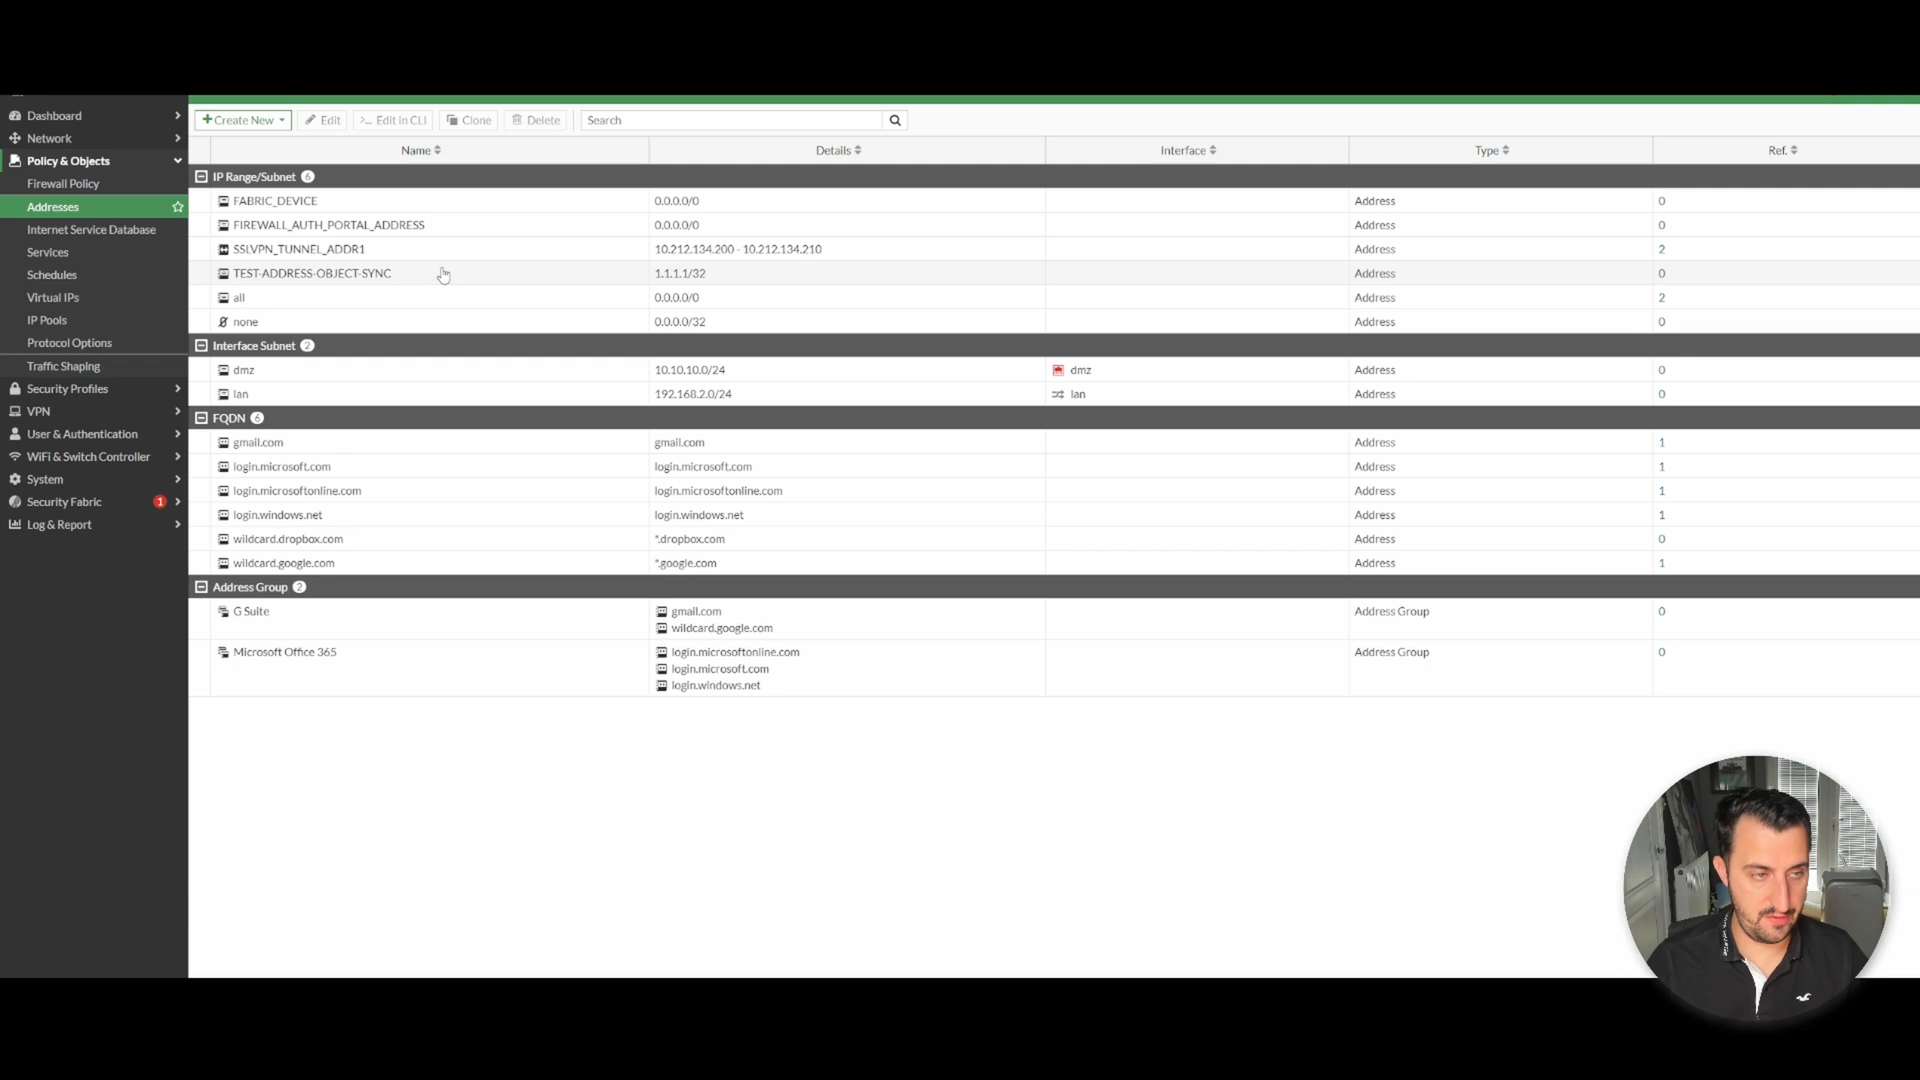 Dashboard
Network
Policy & Objects
Firewall Policy
Addresses
Internet Service Database
Services
Schedules
Virtual IPs
IP Pools
Protocol Options
Traffic Shaping
Security Profiles
VPN
User & Authentication
WiFi & Switch Controller
System
Security Fabric 1
Log & Report
Create New Edit Edit in CLI Clone Delete Search
Name Details Interface Type Ref.
IP Range/Subnet 6
FABRIC_DEVICE 0.0.0.0/0 Address 0
FIREWALL_AUTH_PORTAL_ADDRESS 0.0.0.0/0 Address 0
SSLVPN_TUNNEL_ADDR1 10.212.134.200 - 10.212.134.210 Address 2
TEST-ADDRESS-OBJECT-SYNC 1.1.1.1/32 Address 0
all 0.0.0.0/0 Address 2
none 0.0.0.0/32 Address 0
Interface Subnet 2
dmz 10.10.10.0/24 dmz Address 0
lan 192.168.2.0/24 lan Address 0
FQDN 6
gmail.com gmail.com Address 1
login.microsoft.com login.microsoft.com Address 1
login.microsoftonline.com login.microsoftonline.com Address 1
login.windows.net login.windows.net Address 1
wildcard.dropbox.com *.dropbox.com Address 0
wildcard.google.com *.google.com Address 1
Address Group 2
G Suite gmail.com Address Group 0
wildcard.google.com
Microsoft Office 365 login.microsoftonline.com Address Group 0
login.microsoft.com
login.windows.net